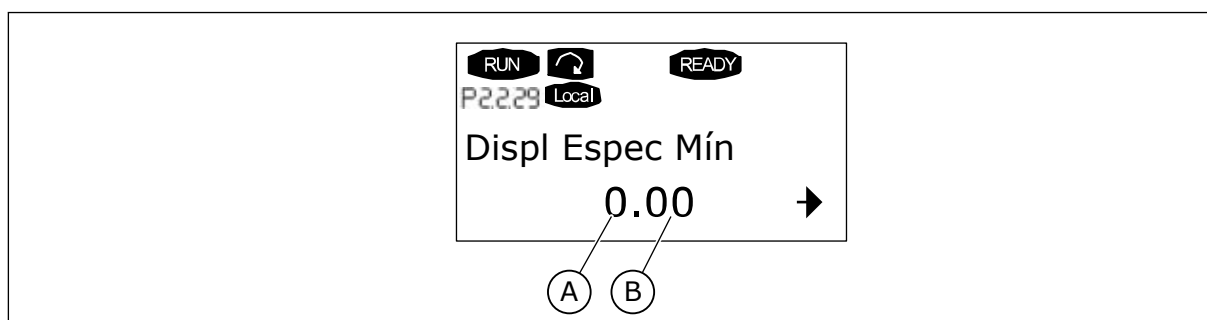 RUN READY
P2.2.29 Local
Displ Espec Mín
0.00
A B